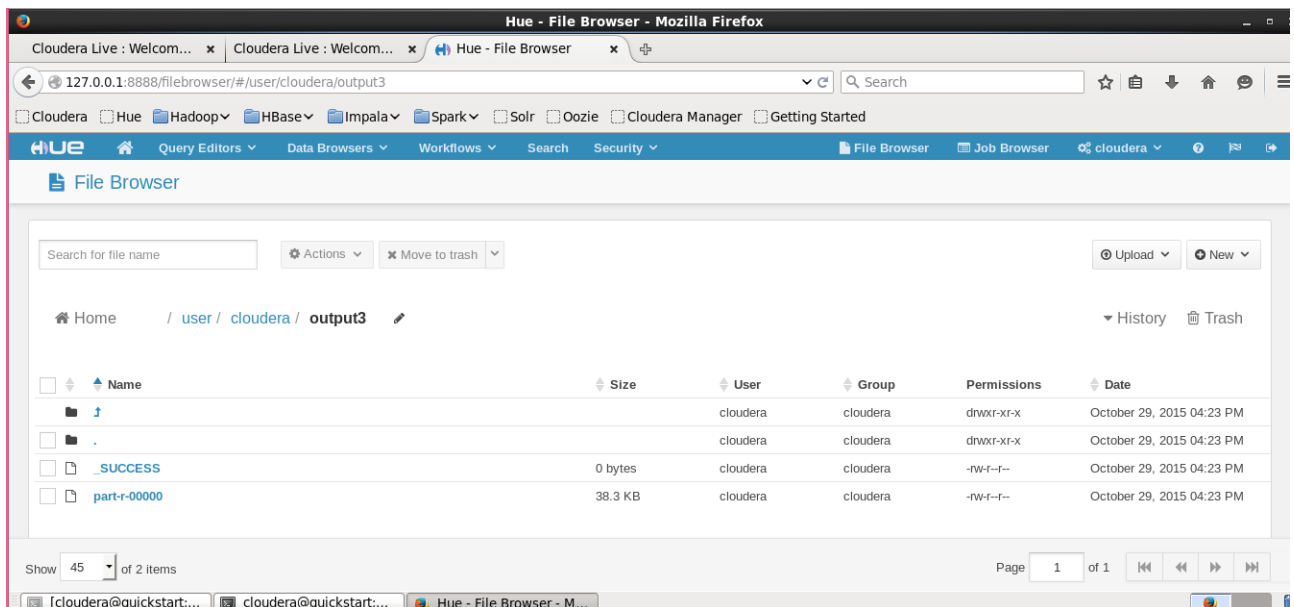 Hue - File Browser - Mozilla Firefox
Cloudera Live : Welcom... × Cloudera Live : Welcom... × Hue - File Browser ×
127.0.0.1:8888/filebrowser/#/user/cloudera/output3 Search
Cloudera Hue Hadoop HBase Impala Spark Solr Oozie Cloudera Manager Getting Started
HUE Query Editors Data Browsers Workflows Search Security File Browser Job Browser cloudera
File Browser
Search for file name Actions Move to trash Upload New
Home / user / cloudera / output3 History Trash
Name Size User Group Permissions Date
cloudera cloudera drwxr-xr-x October 29, 2015 04:23 PM
. cloudera cloudera drwxr-xr-x October 29, 2015 04:23 PM
_SUCCESS 0 bytes cloudera cloudera -rw-r--r-- October 29, 2015 04:23 PM
part-r-00000 38.3 KB cloudera cloudera -rw-r--r-- October 29, 2015 04:23 PM
Show 45 of 2 items Page 1 of 1
[cloudera@quickstart:... cloudera@quickstart:... Hue - File Browser - M...